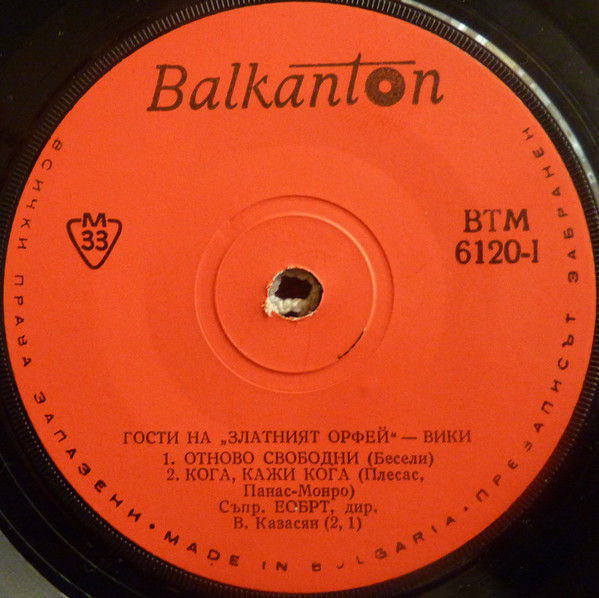 Balkanton
M
33
ВТМ
6120-I
ГОСТИ НА „ЗЛАТНИЯТ ОРФЕЙ“ — ВИКИ
1. ОТНОВО СВОБОДНИ (Бесели)
2. КОГА, КАЖИ КОГА (Плесас,
Панас-Монро)
Съпр. ЕОБРТ, дир.
В. Казасян (2, 1)
ВСИЧКИ ПРАВА ЗАПАЗЕНИ • MADE IN BULGARIA • ПРЕЗАПИСЪТ ЗАБРАНЕН